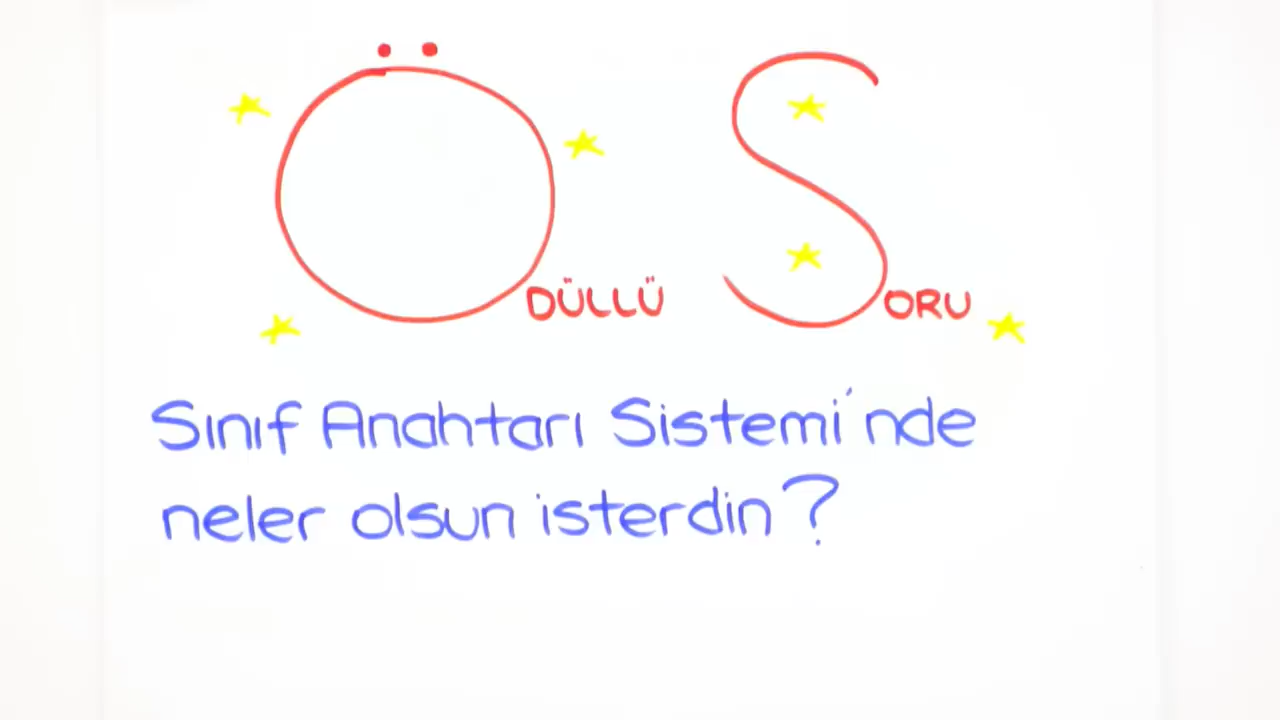 ÖDÜLLÜ SORU
Sınıf Anahtarı Sistemi'nde
neler olsun isterdin?